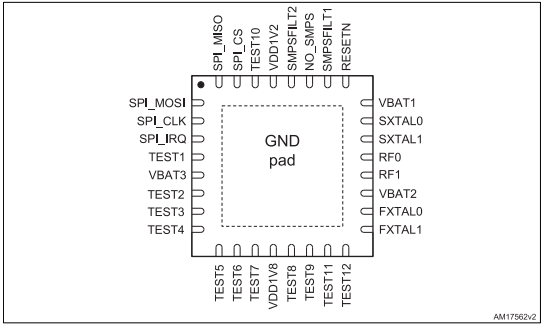 SPI_MISO
SPI_CS
TEST10
VDD1V2
SMPSFILT2
NO_SMPS
SMPSFILT1
RESETN
SPI_MOSI
SPI_CLK
SPI_IRQ
TEST1
VBAT3
TEST2
TEST3
TEST4
GND
pad
VBAT1
SXTAL0
SXTAL1
RF0
RF1
VBAT2
FXTAL0
FXTAL1
TEST5
TEST6
TEST7
VDD1V8
TEST8
TEST9
TEST11
TEST12
AM17562v2